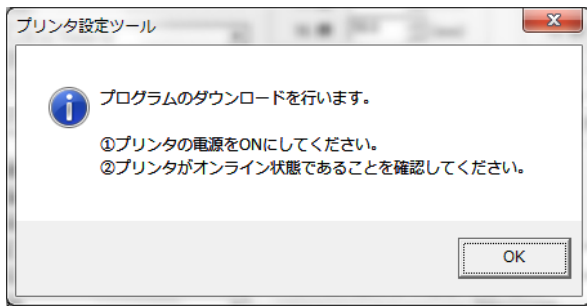 プリンタ設定ツール
プログラムのダウンロードを行います。
①プリンタの電源をONにしてください。
②プリンタがオンライン状態であることを確認してください。
OK